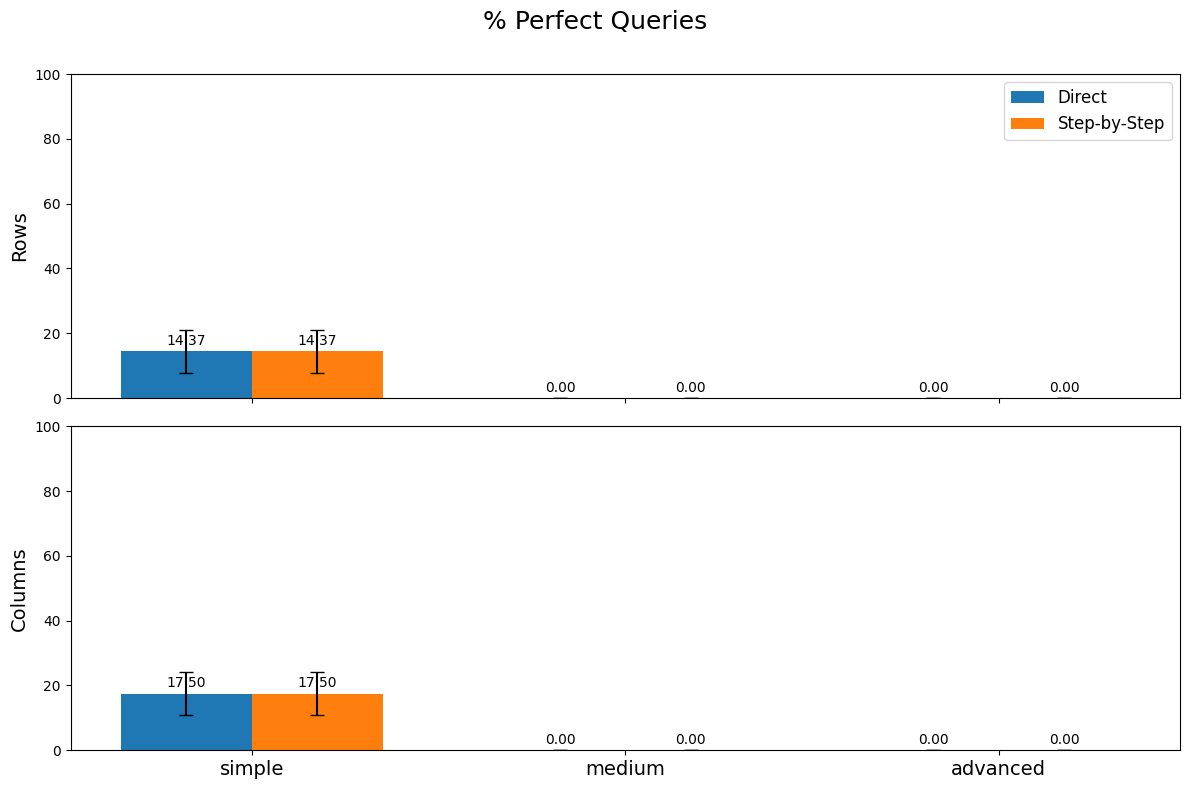 % Perfect Queries
100
80
60
40
20
0
Rows
Direct
Step-by-Step
14.37 14.37 0.00 0.00 0.00 0.00
100
80
60
40
20
0
Columns
17.50 17.50 0.00 0.00 0.00 0.00
simple medium advanced